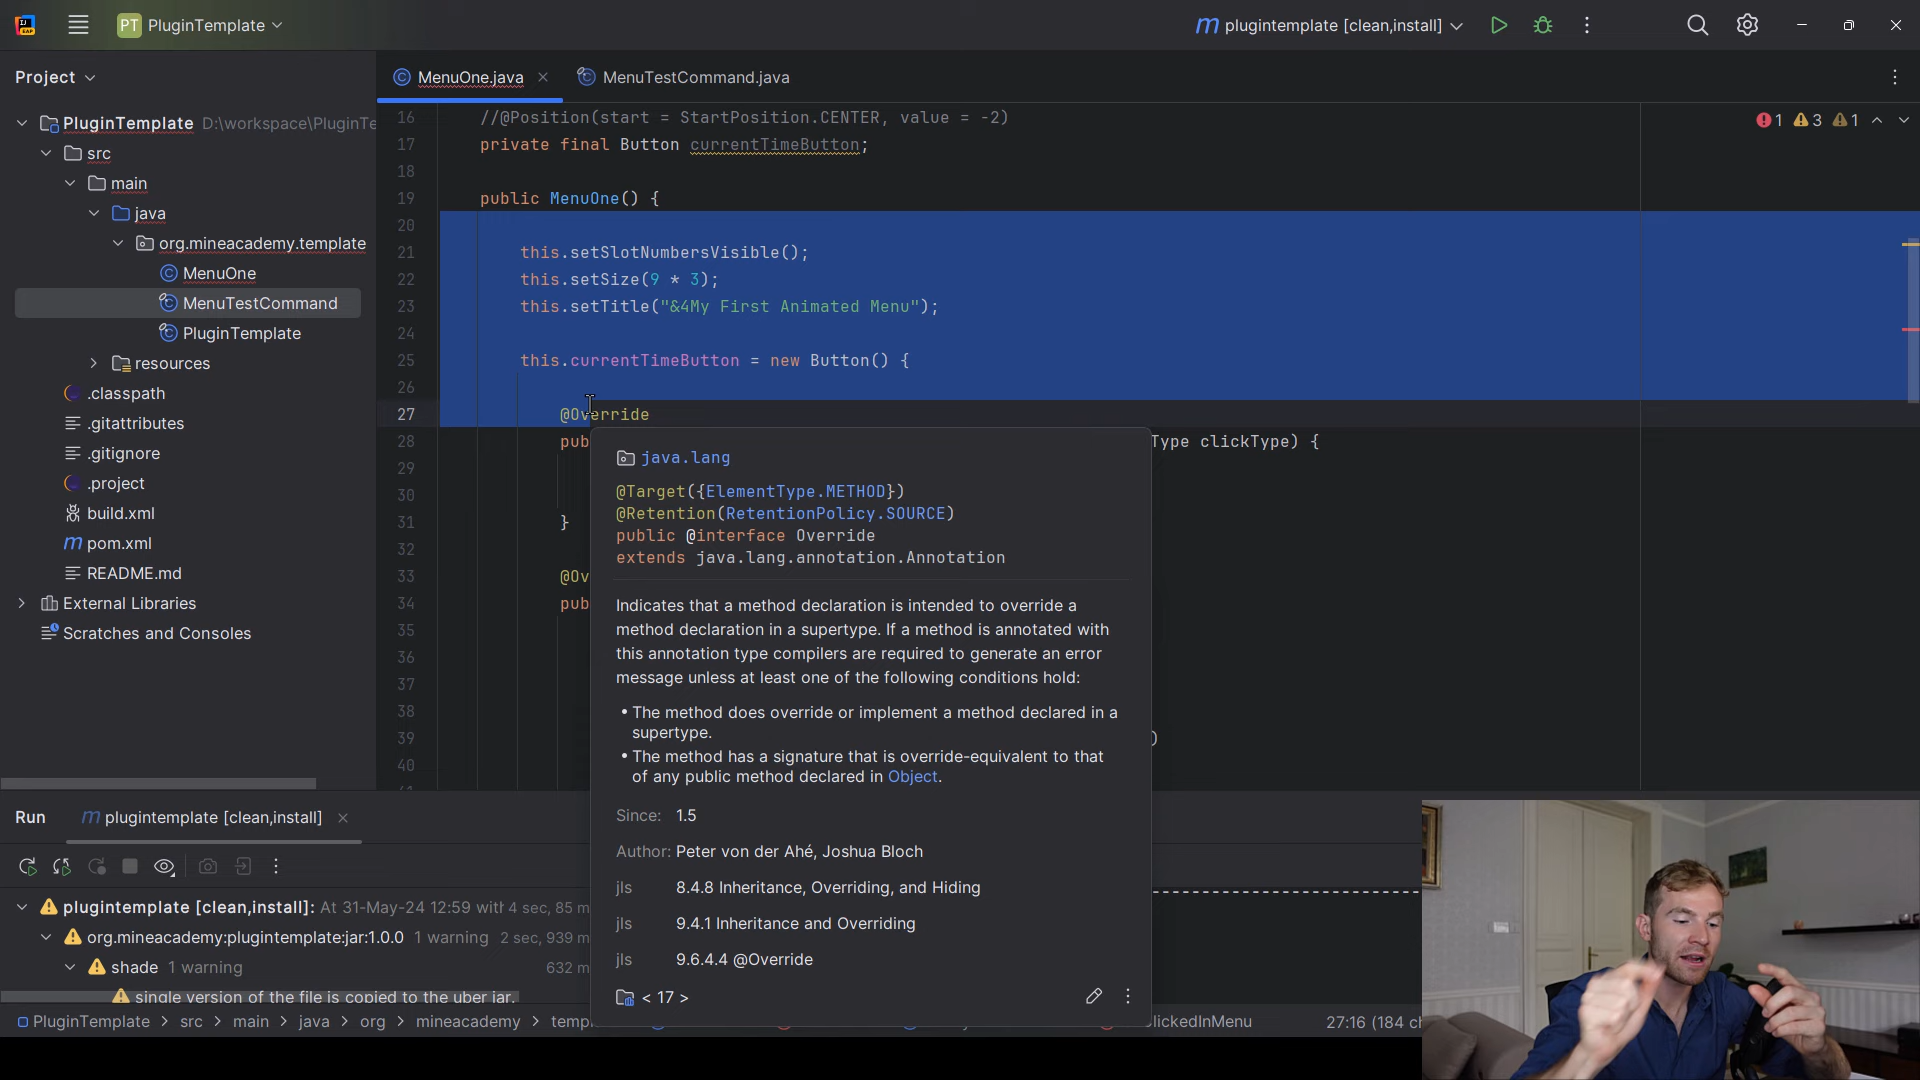 PT PluginTemplate
plugintemplate [clean,install]
Project
MenuOne.java
MenuTestCommand.java
PluginTemplate D:\workspace\PluginTe
src
main
java
org.mineacademy.template
MenuOne
MenuTestCommand
PluginTemplate
resources
.classpath
.gitattributes
.gitignore
.project
build.xml
pom.xml
README.md
External Libraries
Scratches and Consoles
1 3 1
16 //@Position(start = StartPosition.CENTER, value = -2)
17 private final Button currentTimeButton;
18
19 public MenuOne() {
20
21 this.setSlotNumbersVisible();
22 this.setSize(9 * 3);
23 this.setTitle("&4My First Animated Menu");
24
25 this.currentTimeButton = new Button() {
26
27 @Override
28 pub Type clickType) {
29
30
31 }
32
33 @Ov
34 pub
35
36
37
38
39 )
40
java.lang
@Target({ElementType.METHOD})
@Retention(RetentionPolicy.SOURCE)
public @interface Override
extends java.lang.annotation.Annotation
Indicates that a method declaration is intended to override a
method declaration in a supertype. If a method is annotated with
this annotation type compilers are required to generate an error
message unless at least one of the following conditions hold:
• The method does override or implement a method declared in a
supertype.
• The method has a signature that is override-equivalent to that
of any public method declared in Object.
Since: 1.5
Author: Peter von der Ahé, Joshua Bloch
jls 8.4.8 Inheritance, Overriding, and Hiding
jls 9.4.1 Inheritance and Overriding
jls 9.6.4.4 @Override
< 17 >
Run
plugintemplate [clean,install]
plugintemplate [clean,install]: At 31-May-24 12:59 with 4 sec, 85 m
org.mineacademy:plugintemplate:jar:1.0.0 1 warning 2 sec, 939 m
shade 1 warning 632 m
single version of the file is copied to the uber jar.
PluginTemplate > src > main > java > org > mineacademy > temp
lickedInMenu
27:16 (184 ch